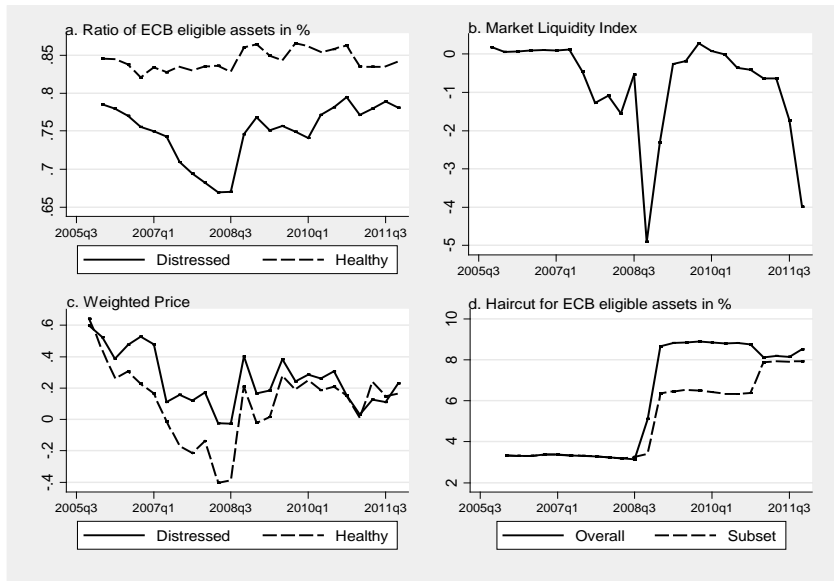 a. Ratio of ECB eligible assets in %
.85
.8
.75
.7
.65
2005q3 2007q1 2008q3 2010q1 2011q3
Distressed Healthy
b. Market Liquidity Index
0
-1
-2
-3
-4
-5
2005q3 2007q1 2008q3 2010q1 2011q3
c. Weighted Price
.6
.4
.2
0
-.2
-.4
2005q3 2007q1 2008q3 2010q1 2011q3
Distressed Healthy
d. Haircut for ECB eligible assets in %
10
8
6
4
2
2005q3 2007q1 2008q3 2010q1 2011q3
Overall Subset